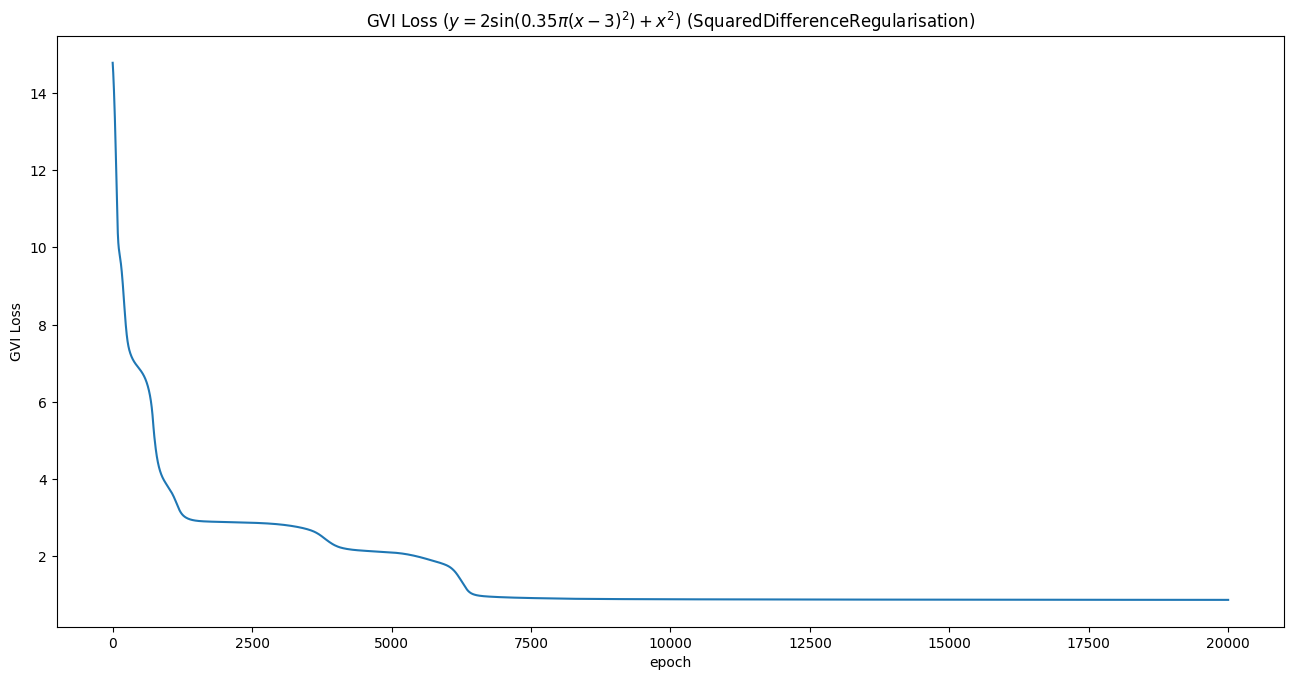 GVI Loss (y = 2sin(0.35π(x − 3)²) + x²) (SquaredDifferenceRegularisation)
14
12
10
8
6
4
2
GVI Loss
0 2500 5000 7500 10000 12500 15000 17500 20000
epoch